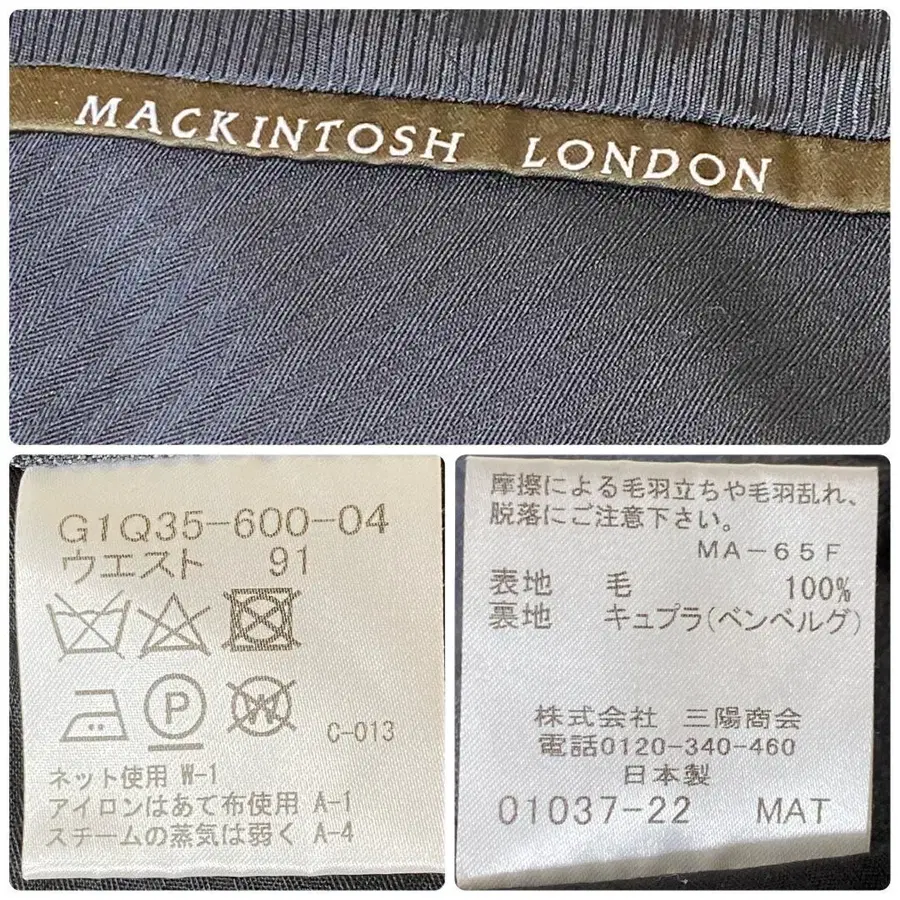 MACKINTOSH LONDON
G1Q35-600-04
ウエスト 91
P
W
C-013
ネット使用 W-1
アイロンはあて布使用 A-1
スチームの蒸気は弱く A-4
摩擦による毛羽立ちや毛羽乱れ、
脱落にご注意下さい。
MA-65F
表地 毛 100%
裏地 キュプラ(ベンベルグ)
株式会社 三陽商会
電話0120-340-460
日本製
01037-22 MAT